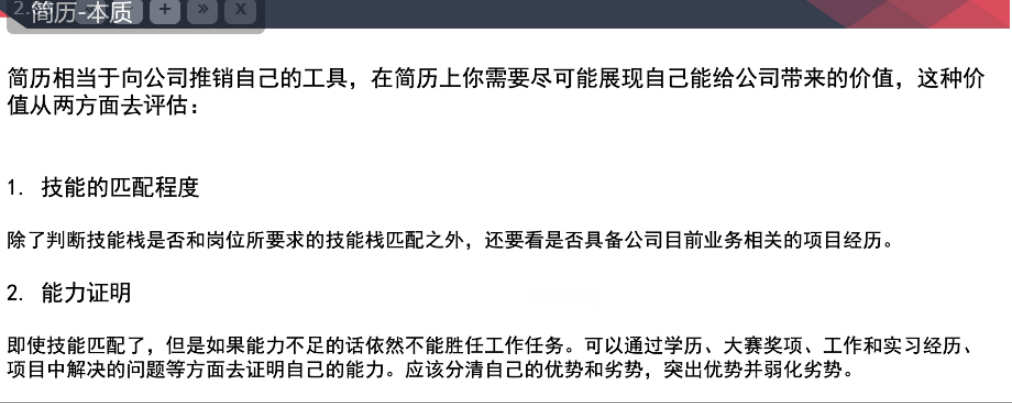 简历-本质
简历相当于向公司推销自己的工具，在简历上你需要尽可能展现自己能给公司带来的价值，这种价
值从两方面去评估：
1. 技能的匹配程度
除了判断技能栈是否和岗位所要求的技能栈匹配之外，还要看是否具备公司目前业务相关的项目经历。
2. 能力证明
即使技能匹配了，但是如果能力不足的话依然不能胜任工作任务。可以通过学历、大赛奖项、工作和实习经历、
项目中解决的问题等方面去证明自己的能力。应该分清自己的优势和劣势，突出优势并弱化劣势。